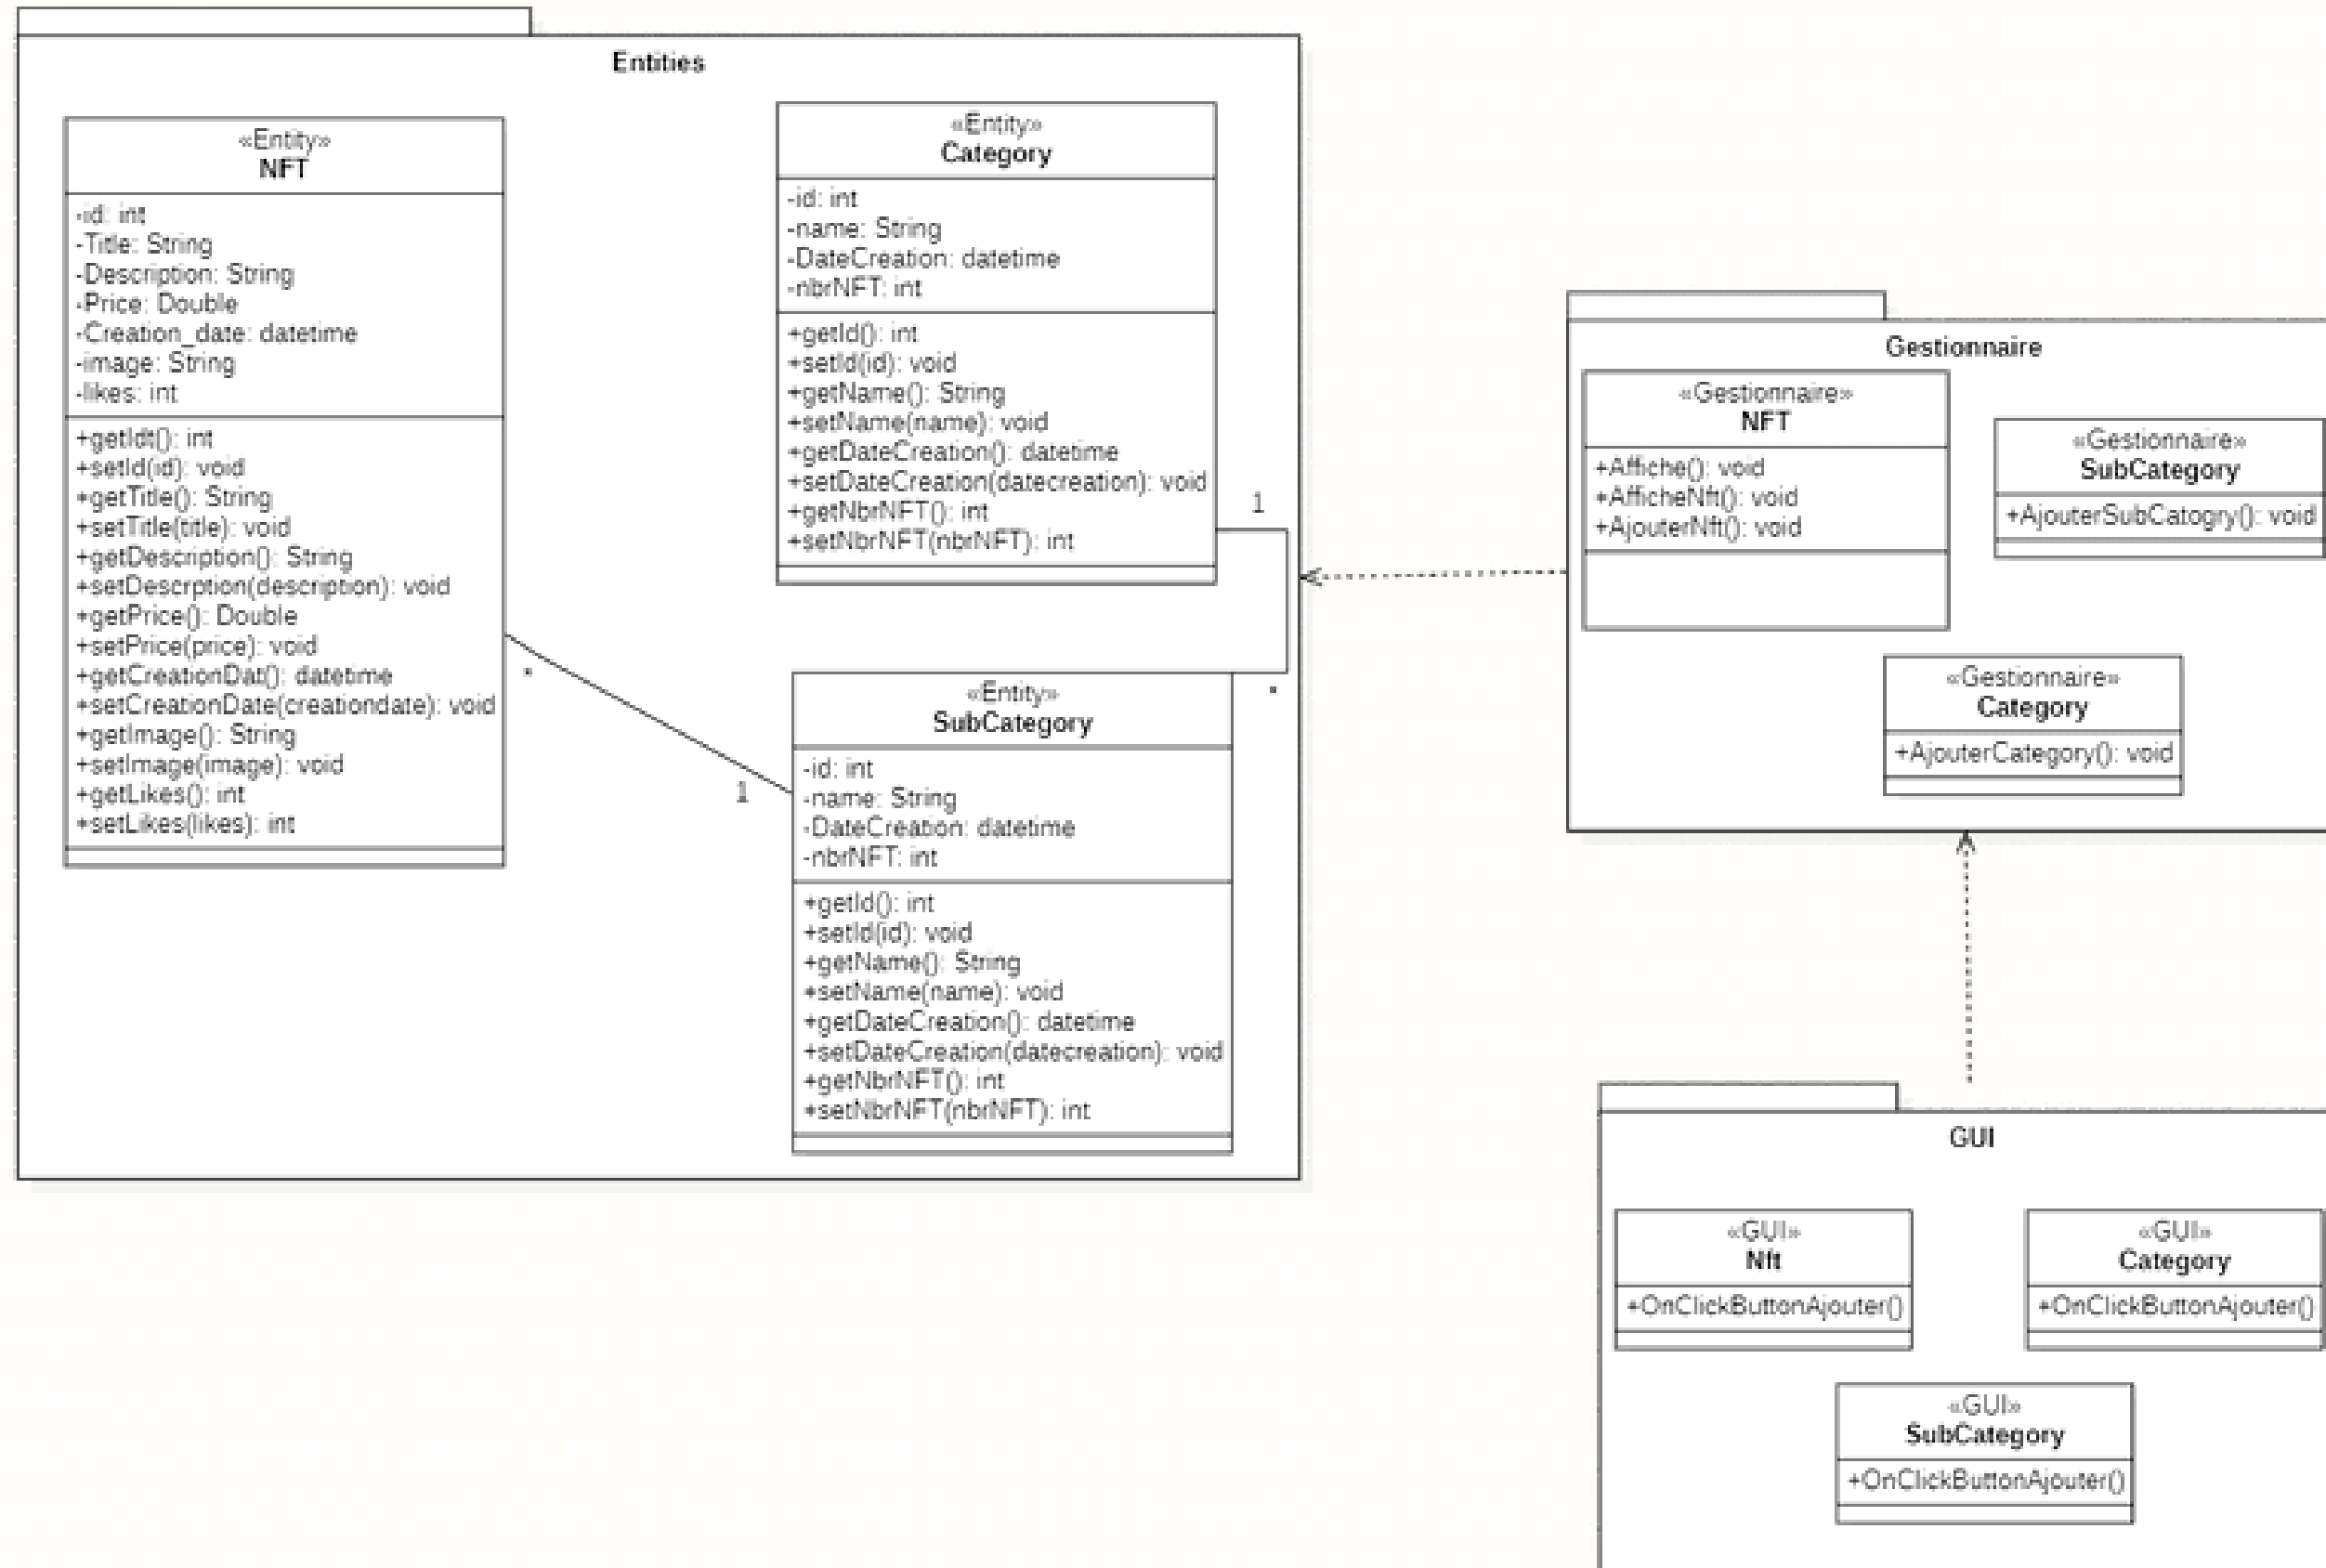 Entities
«Entity»
NFT
-id: int
-Title: String
-Description: String
-Price: Double
-Creation_date: datetime
-image: String
-likes: int
+getIdt(): int
+setId(id): void
+getTitle(): String
+setTitle(title): void
+getDescription(): String
+setDescrption(description): void
+getPrice(): Double
+setPrice(price): void
+getCreationDat(): datetime
+setCreationDate(creationdate): void
+getImage(): String
+setImage(image): void
+getLikes(): int
+setLikes(likes): int
*
1
«Entity»
Category
-id: int
-name: String
-DateCreation: datetime
-nbrNFT: int
+getId(): int
+setId(id): void
+getName(): String
+setName(name): void
+getDateCreation(): datetime
+setDateCreation(datecreation): void
+getNbrNFT(): int
+setNbrNFT(nbrNFT): int
1
*
«Entity»
SubCategory
-id: int
-name: String
-DateCreation: datetime
-nbrNFT: int
+getId(): int
+setId(id): void
+getName(): String
+setName(name): void
+getDateCreation(): datetime
+setDateCreation(datecreation): void
+getNbrNFT(): int
+setNbrNFT(nbrNFT): int
Gestionnaire
«Gestionnaire»
NFT
+Affiche(): void
+AfficheNft(): void
+AjouterNft(): void
«Gestionnaire»
SubCategory
+AjouterSubCatogry(): void
«Gestionnaire»
Category
+AjouterCategory(): void
GUI
«GUI»
Nft
+OnClickButtonAjouter()
«GUI»
Category
+OnClickButtonAjouter()
«GUI»
SubCategory
+OnClickButtonAjouter()